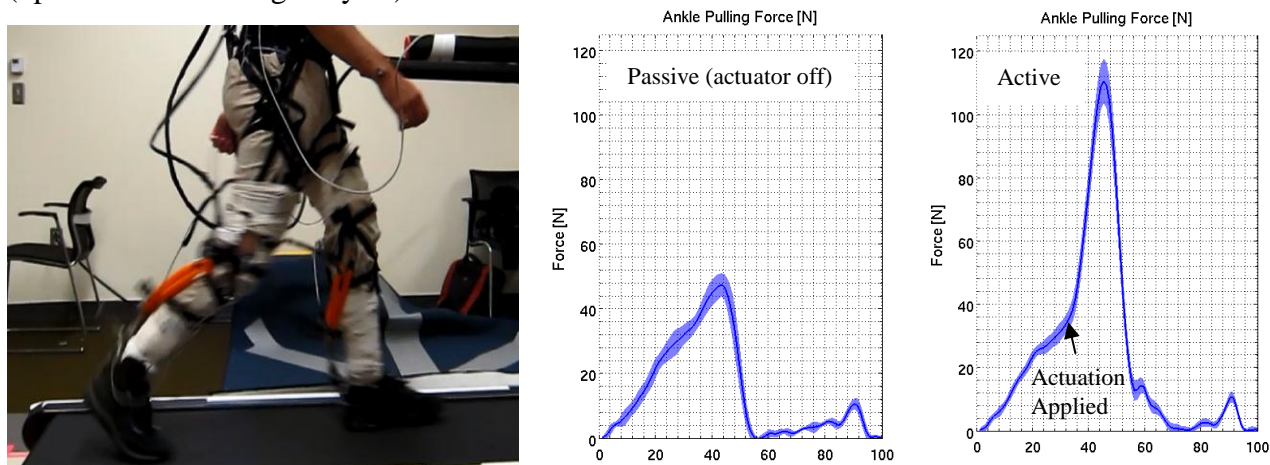 Ankle Pulling Force [N]
Passive (actuator off)
Force [N]
120
100
80
60
40
20
0
0 20 40 60 80 100
Ankle Pulling Force [N]
Active
Actuation
Applied
Force [N]
120
100
80
60
40
20
0
0 20 40 60 80 100